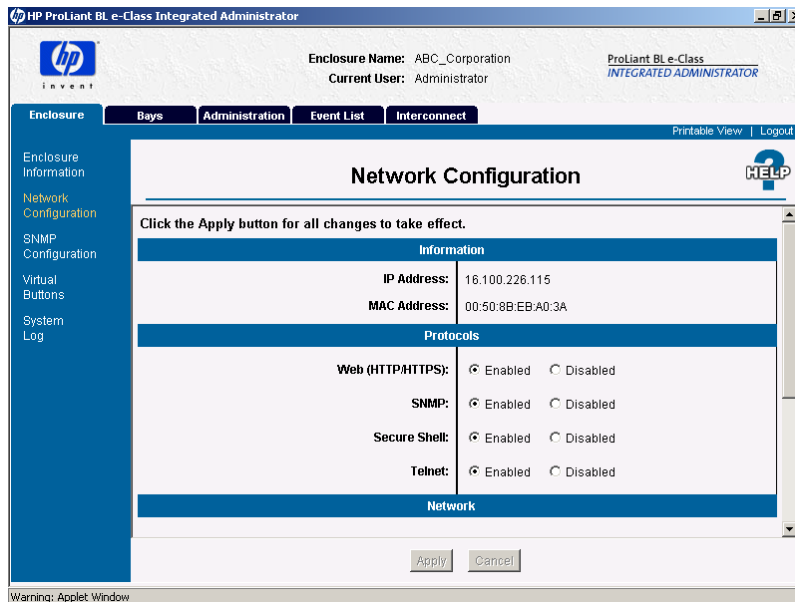 HP ProLiant BL e-Class Integrated Administrator
hp
invent
Enclosure Name: ABC_Corporation
Current User: Administrator
ProLiant BL e-Class
INTEGRATED ADMINISTRATOR
Enclosure Bays Administration Event List Interconnect
Printable View | Logout
Enclosure
Information
Network
Configuration
SNMP
Configuration
Virtual
Buttons
System
Log
Network Configuration
HELP
Click the Apply button for all changes to take effect.
Information
IP Address: 16.100.226.115
MAC Address: 00:50:8B:EB:A0:3A
Protocols
Web (HTTP/HTTPS): Enabled Disabled
SNMP: Enabled Disabled
Secure Shell: Enabled Disabled
Telnet: Enabled Disabled
Network
Apply Cancel
Warning: Applet Window